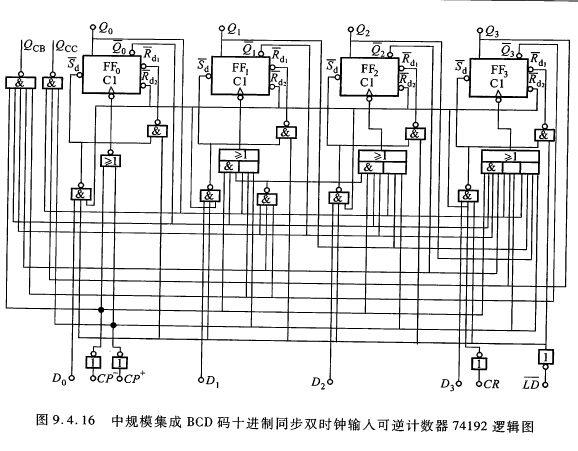 Q0 Q1 Q2 Q3
QCB QCC Q̄0 R̄d1 Q̄1 R̄d1 Q̄2 R̄d1 Q̄3 R̄d1
S̄d FF0 R̄d2 S̄d FF1 R̄d2 S̄d FF2 R̄d2 S̄d FF3 R̄d2
& & C1 C1 C1 C1
& & & &
≥1 ≥1 ≥1 ≥1
& & &
& & & & &
1 1 1 1
D0 CP⁻ CP⁺ D1 D2 D3 CR L̄D̄
图 9.4.16 中规模集成 BCD 码十进制同步双时钟输入可逆计数器 74192 逻辑图